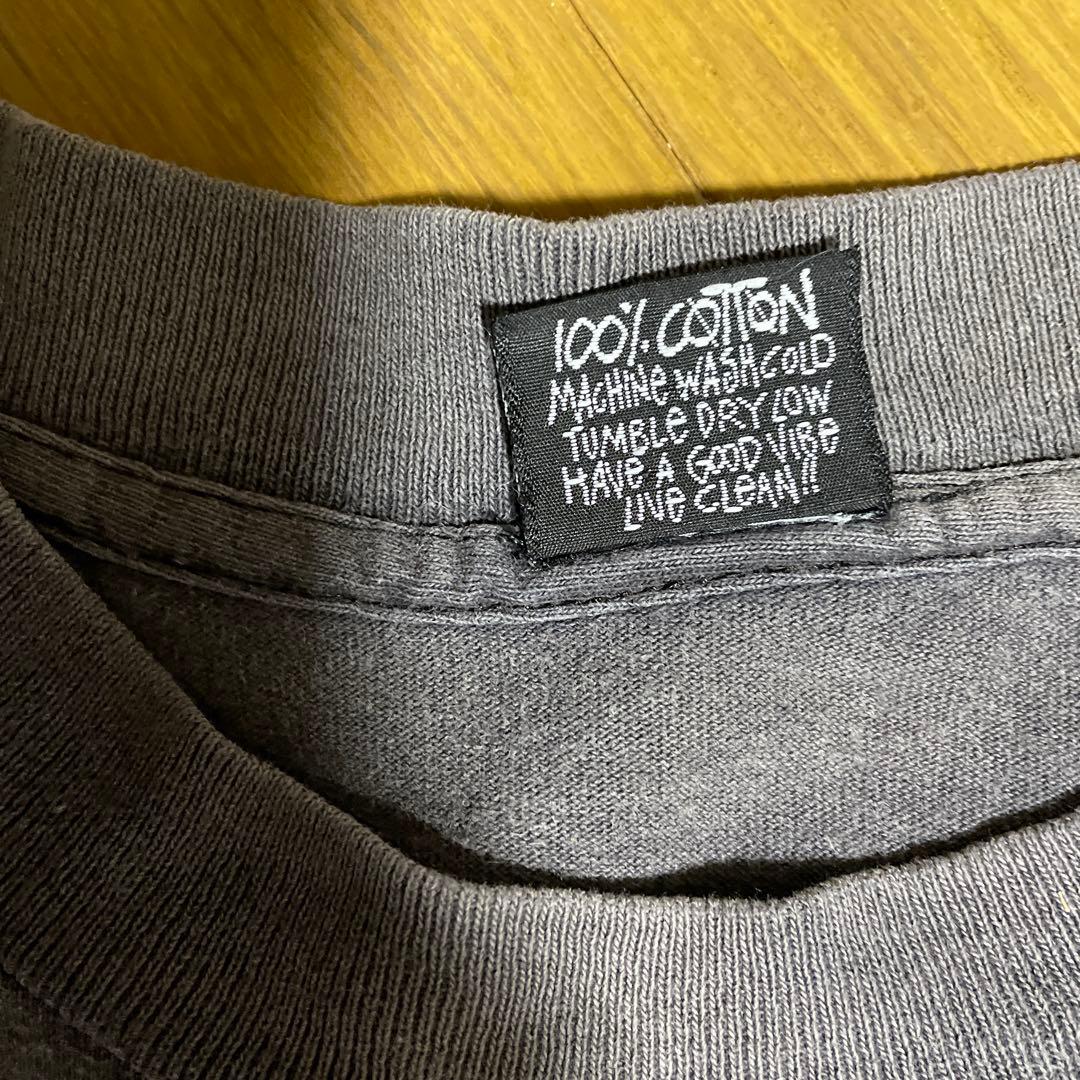 100% COTTON
MACHINE WASH COLD
TUMBLE DRY LOW
HAVE A GOOD VIBE
LIVE CLEAN!!